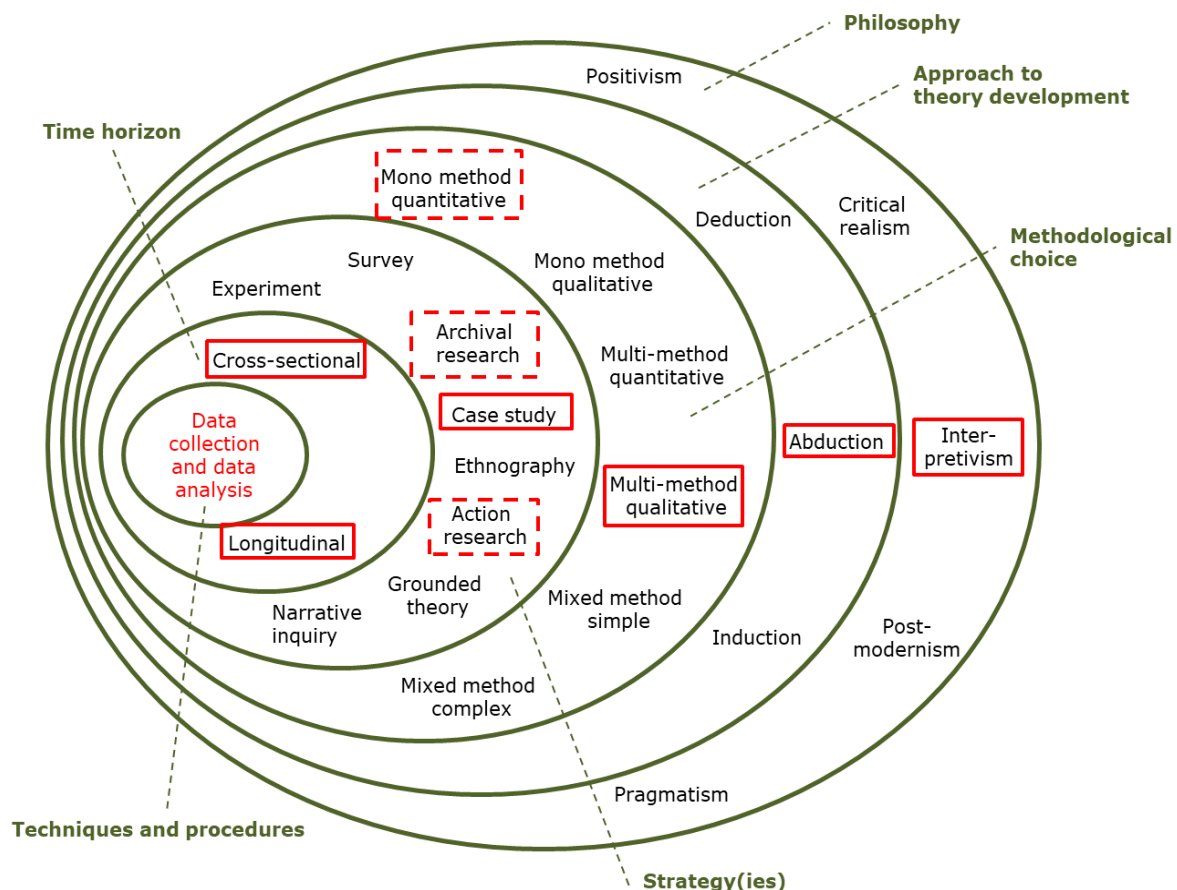 Philosophy
Positivism
Approach to
theory development
Time horizon
Mono method
quantitative
Deduction
Critical
realism
Methodological
choice
Survey
Mono method
qualitative
Experiment
Archival
research
Cross-sectional
Multi-method
quantitative
Case study
Data
collection
and data
analysis
Abduction
Inter-
pretivism
Ethnography
Multi-method
qualitative
Action
research
Longitudinal
Grounded
theory
Narrative
inquiry
Mixed method
simple
Induction
Post-
modernism
Mixed method
complex
Pragmatism
Techniques and procedures
Strategy(ies)